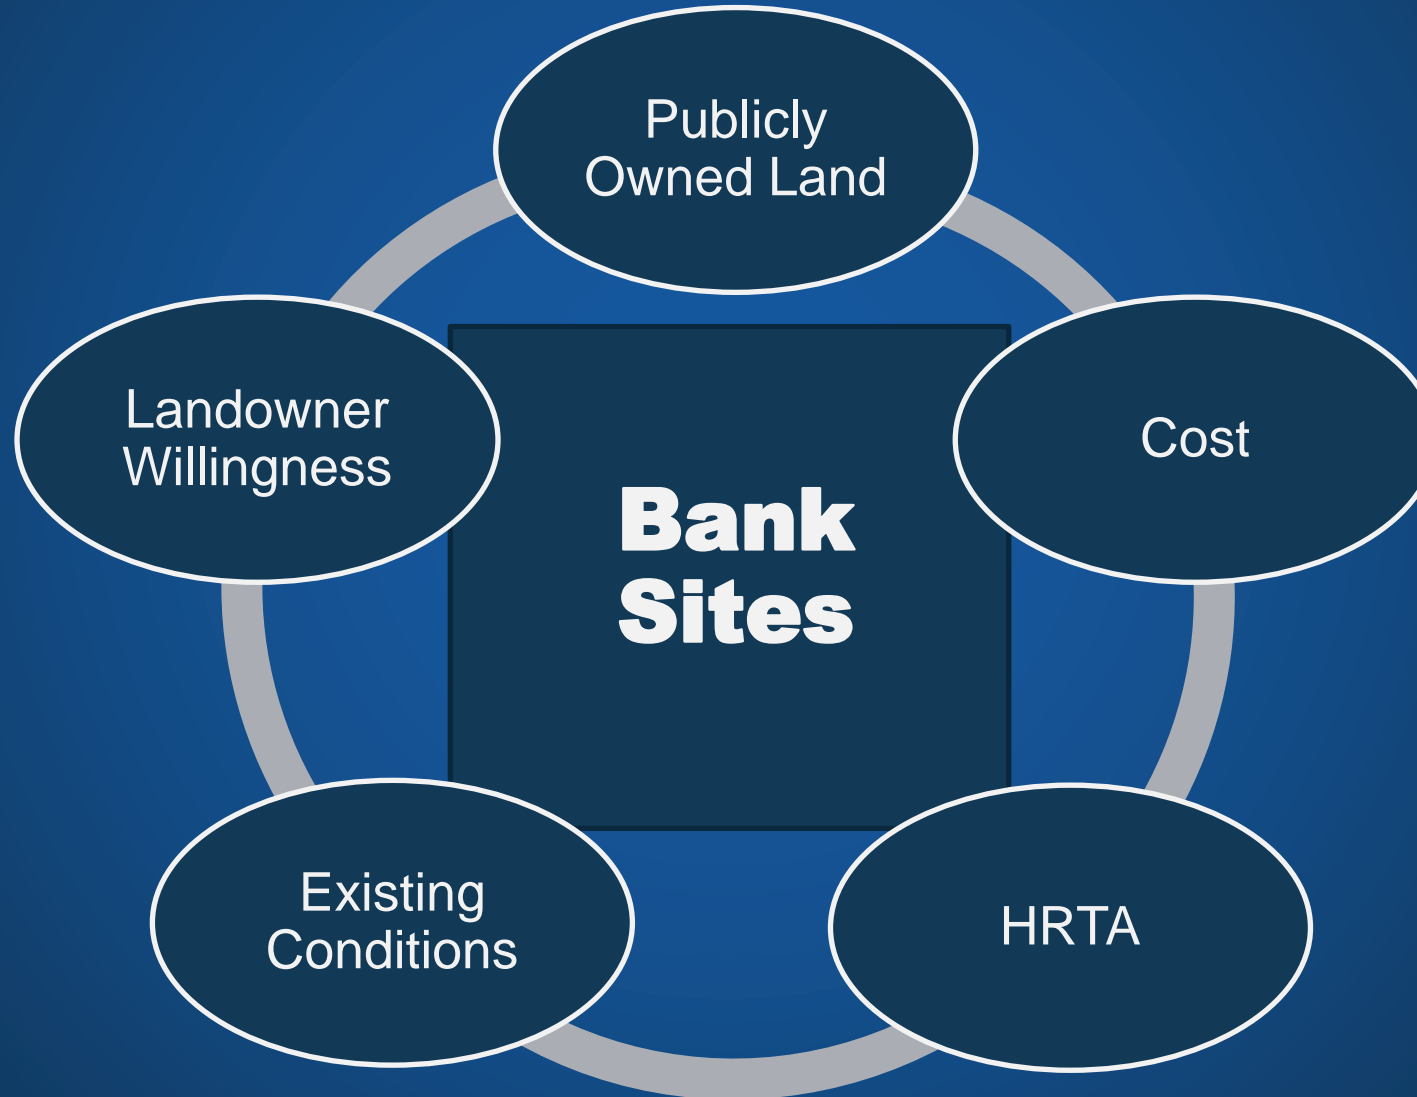 Publicly
Owned Land
Landowner
Willingness
Cost
Bank
Sites
Existing
Conditions
HRTA